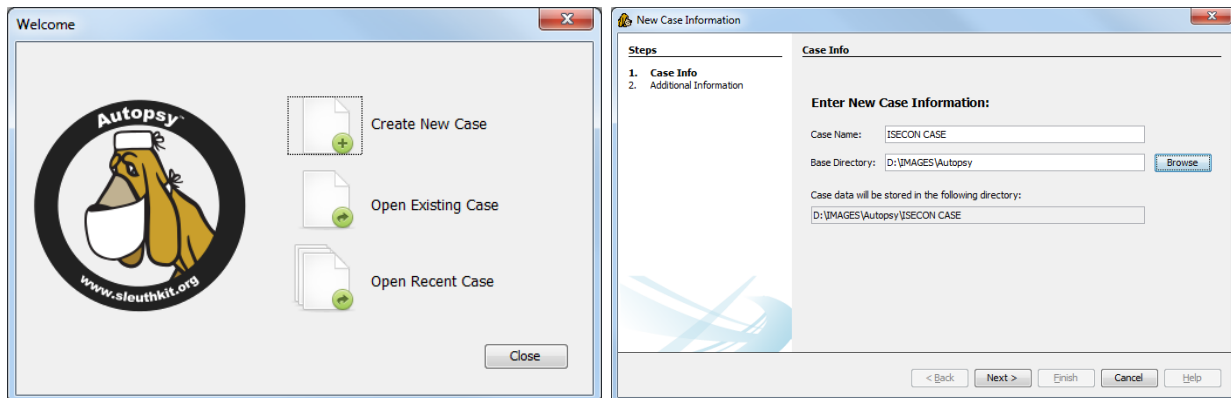 Welcome
Autopsy
www.sleuthkit.org
Create New Case
Open Existing Case
Open Recent Case
Close
New Case Information
Steps
1. Case Info
2. Additional Information
Case Info
Enter New Case Information:
Case Name: ISECON CASE
Base Directory: D:\IMAGES\Autopsy Browse
Case data will be stored in the following directory:
D:\IMAGES\Autopsy\ISECON CASE
< Back Next > Finish Cancel Help